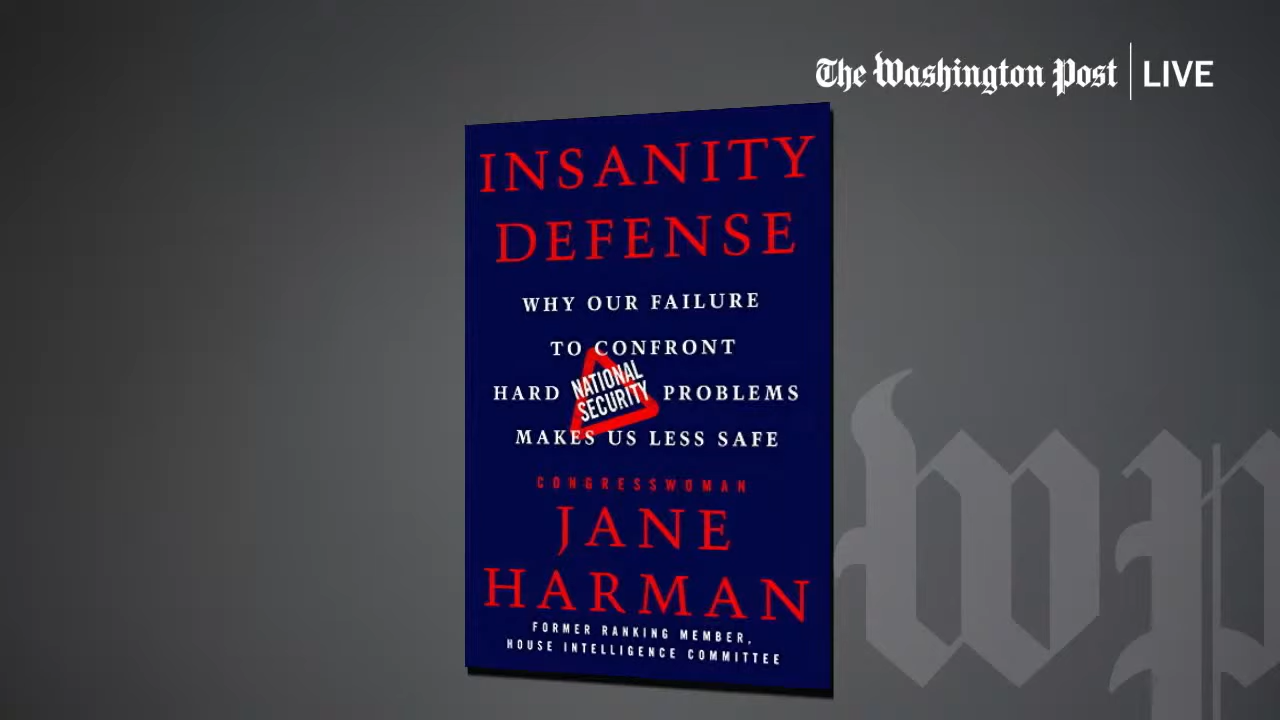 The Washington Post | LIVE
INSANITY
DEFENSE
WHY OUR FAILURE
TO CONFRONT
HARD NATIONAL SECURITY PROBLEMS
MAKES US LESS SAFE
CONGRESSWOMAN
JANE
HARMAN
FORMER RANKING MEMBER,
HOUSE INTELLIGENCE COMMITTEE
wp